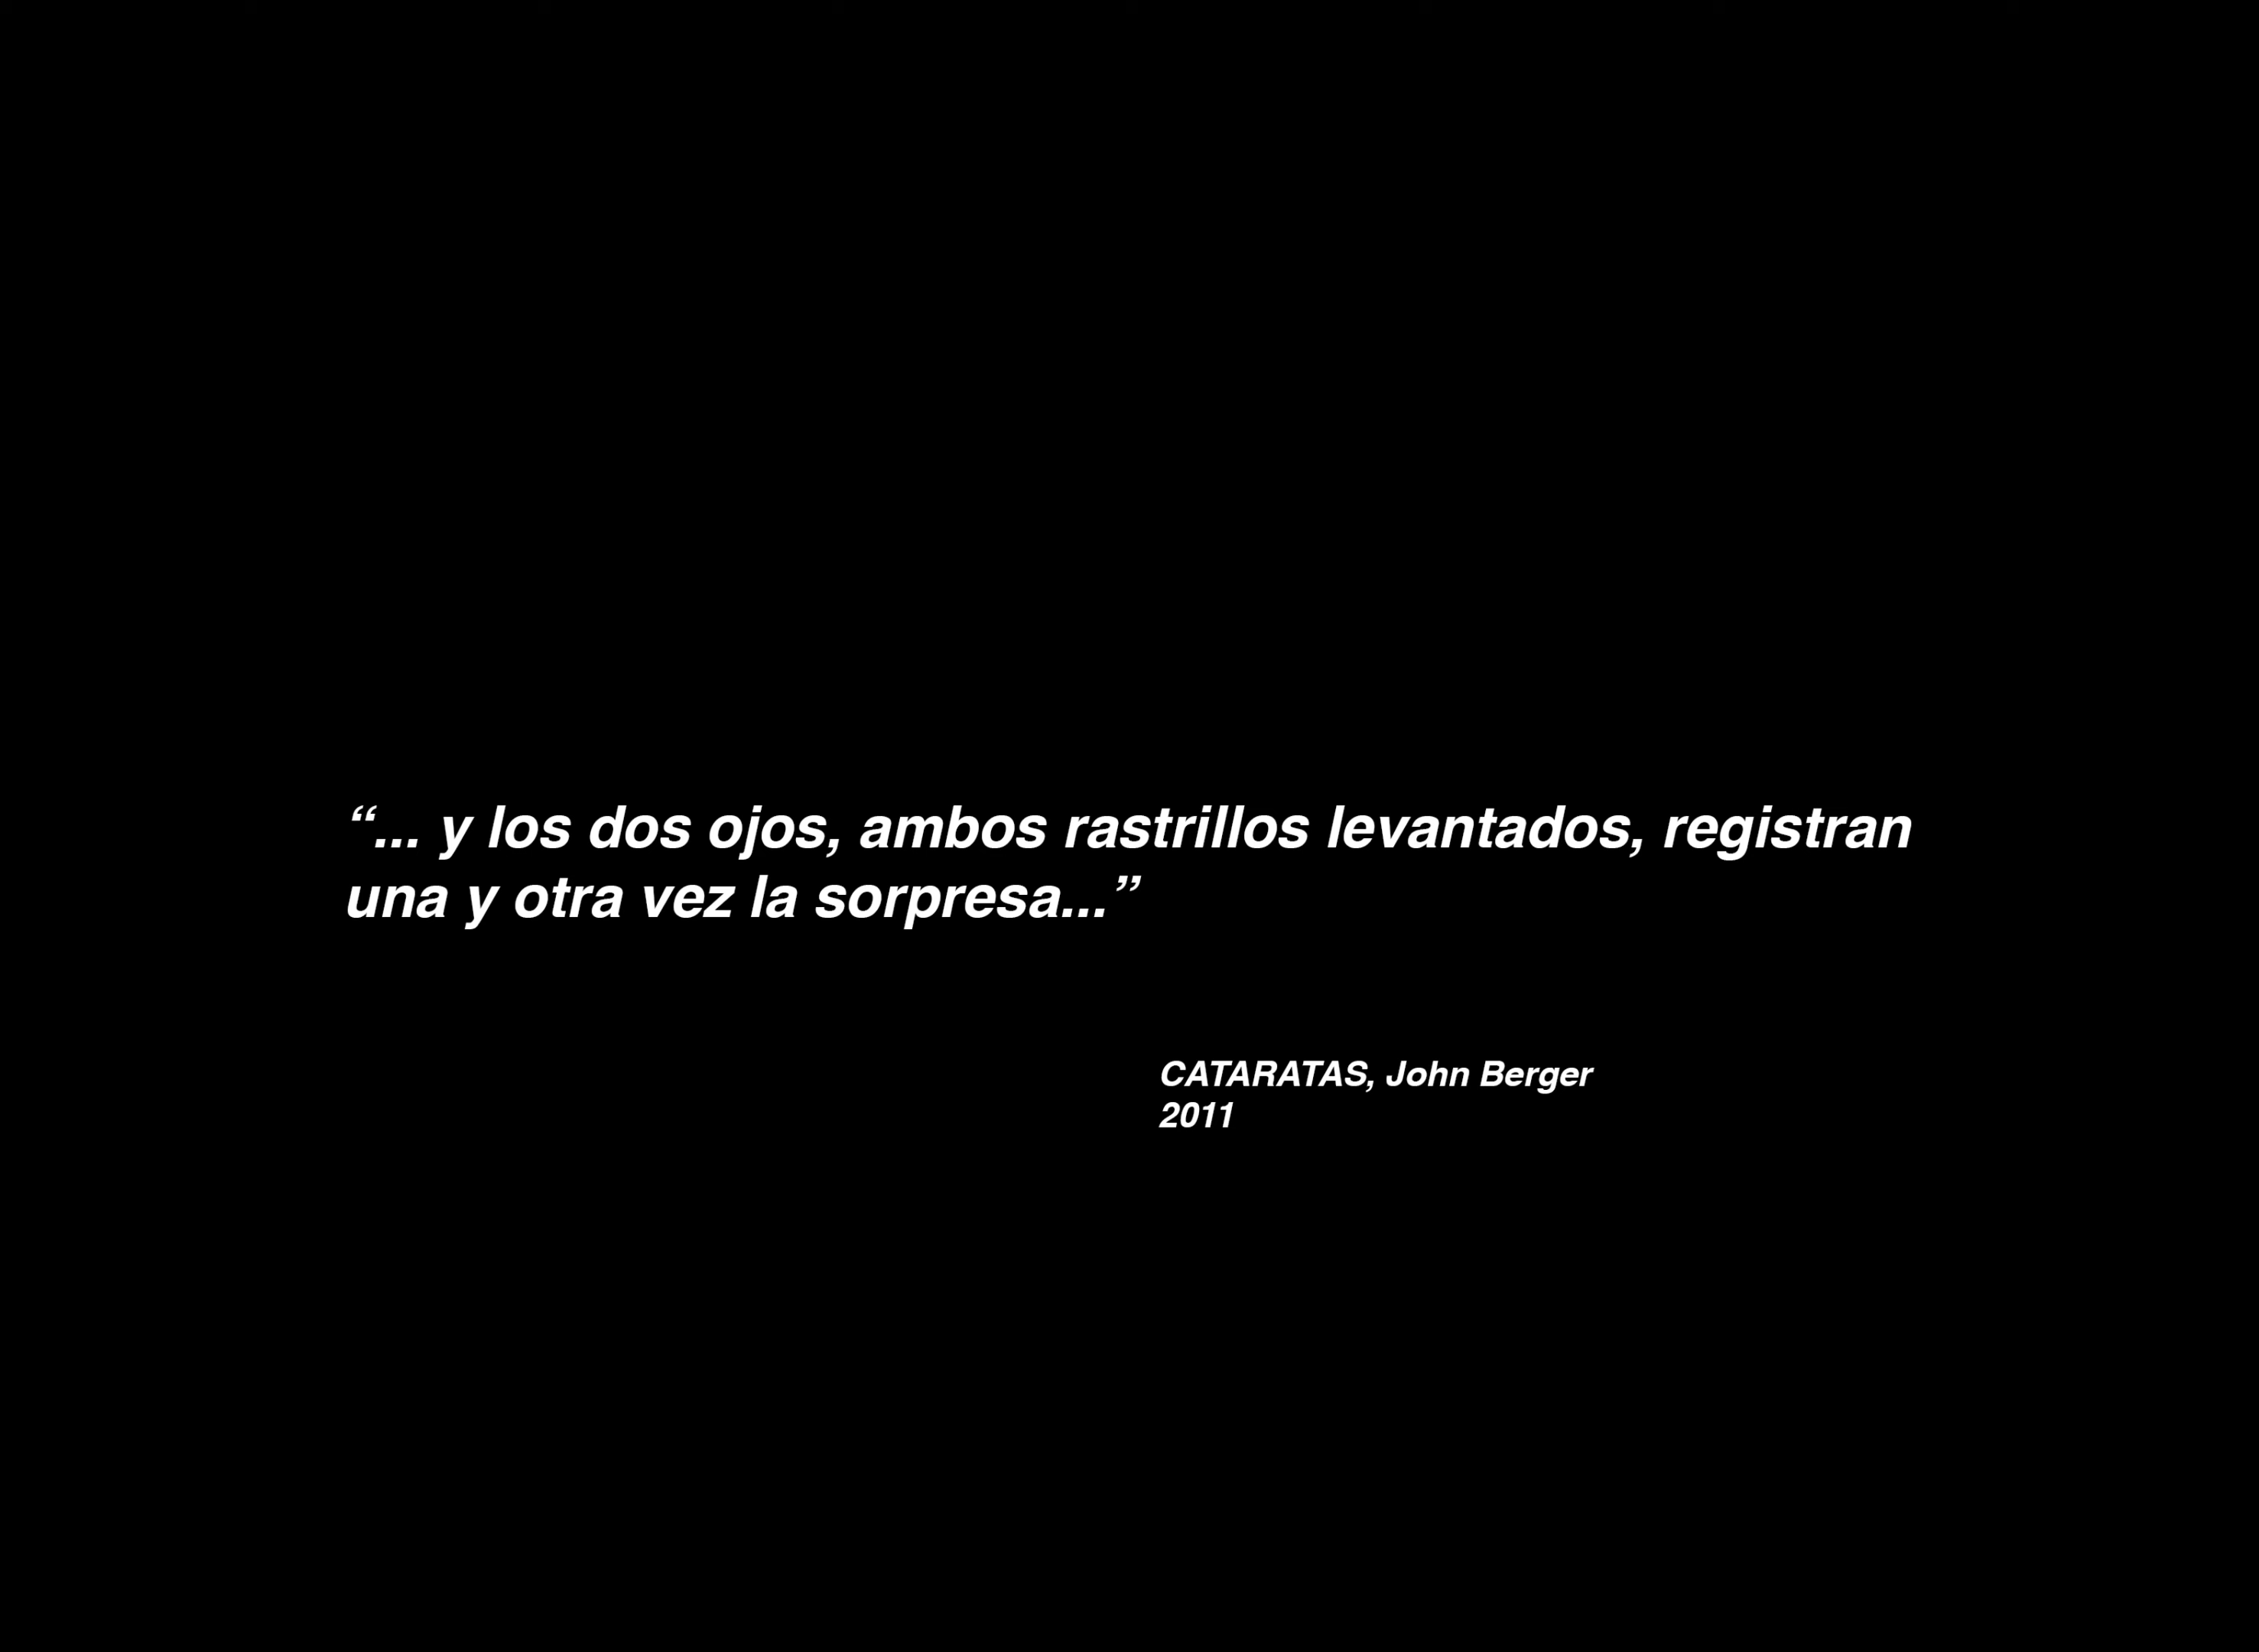 “... y los dos ojos, ambos rastrillos levantados, registran
una y otra vez la sorpresa...”
CATARATAS, John Berger
2011